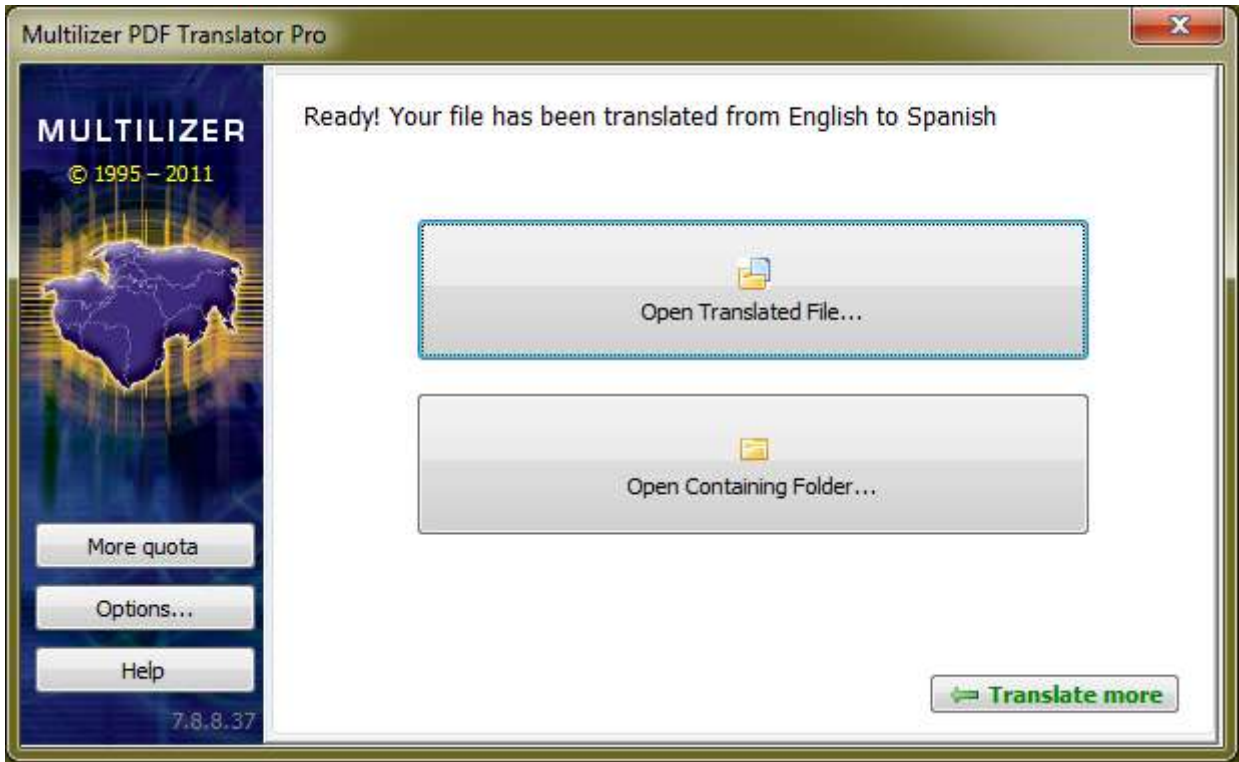 Multilizer PDF Translator Pro
MULTILIZER
© 1995 – 2011
Ready! Your file has been translated from English to Spanish
Open Translated File...
Open Containing Folder...
More quota
Options...
Help
7.8.8.37
Translate more